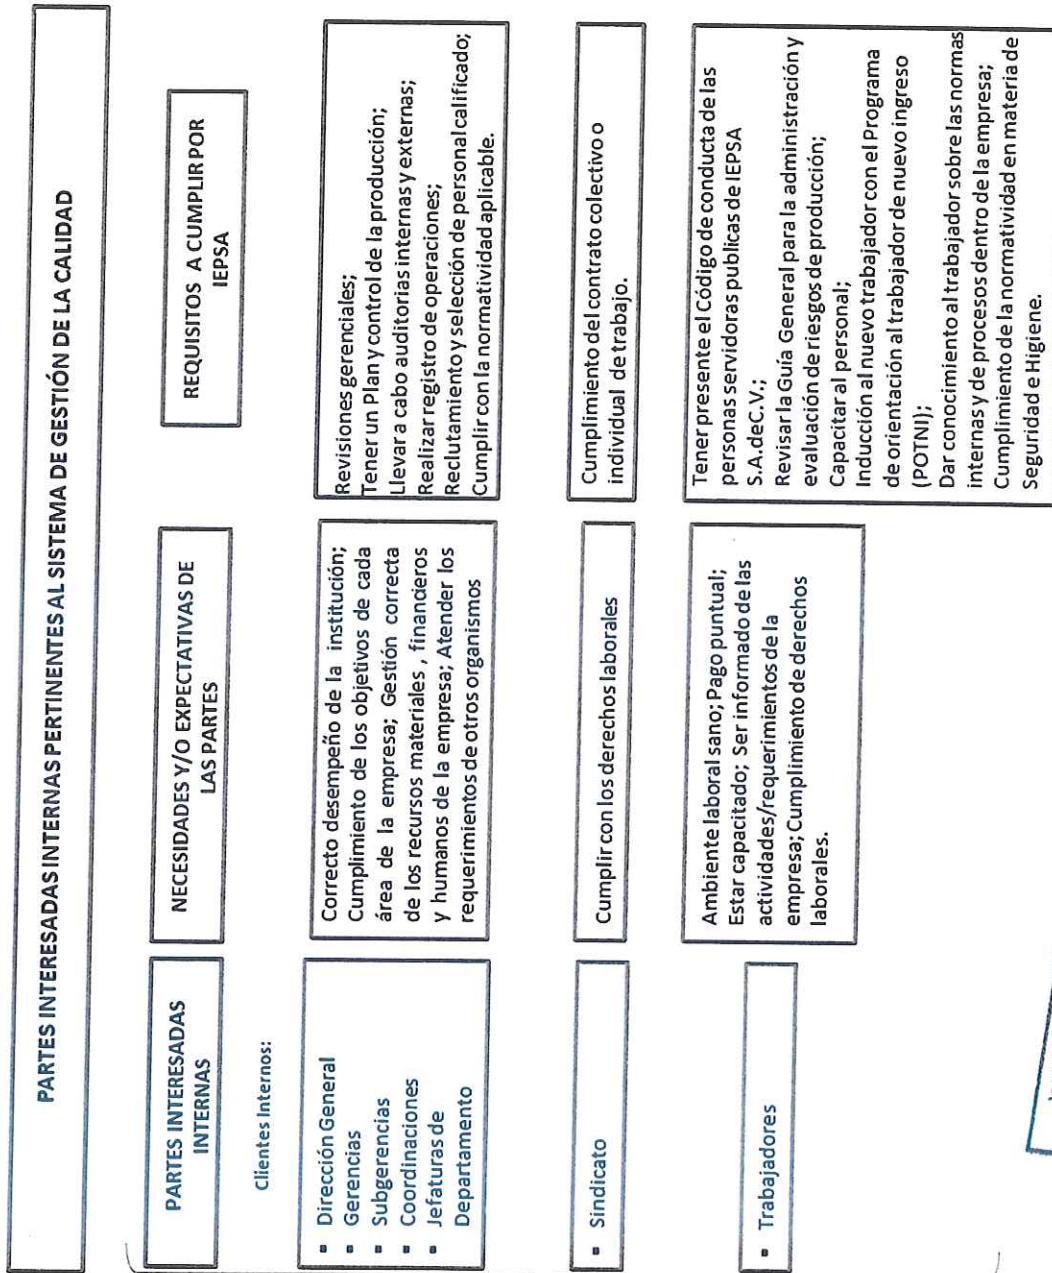 PARTES INTERESADAS INTERNAS PERTINENTES AL SISTEMA DE GESTIÓN DE LA CALIDAD
PARTES INTERESADAS
INTERNAS
NECESIDADES Y/O EXPECTATIVAS DE
LAS PARTES
REQUISITOS A CUMPLIR POR
IEPSA
Clientes Internos:
▪ Dirección General
▪ Gerencias
▪ Subgerencias
▪ Coordinaciones
▪ Jefaturas de
Departamento
Correcto desempeño de la institución;
Cumplimiento de los objetivos de cada
área de la empresa; Gestión correcta
de los recursos materiales , financieros
y humanos de la empresa; Atender los
requerimientos de otros organismos
Revisiones gerenciales;
Tener un Plan y control de la producción;
Llevar a cabo auditorias internas y externas;
Realizar registro de operaciones;
Reclutamiento y selección de personal calificado;
Cumplir con la normatividad aplicable.
▪ Sindicato
Cumplir con los derechos laborales
Cumplimiento del contrato colectivo o
individual de trabajo.
▪ Trabajadores
Ambiente laboral sano; Pago puntual;
Estar capacitado; Ser informado de las
actividades/requerimientos de la
empresa; Cumplimiento de derechos
laborales.
Tener presente el Código de conducta de las
personas servidoras publicas de IEPSA
S.A.deC.V.;
Revisar la Guía General para la administración y
evaluación de riesgos de producción;
Capacitar al personal;
Inducción al nuevo trabajador con el Programa
de orientación al trabajador de nuevo ingreso
(POTNI);
Dar conocimiento al trabajador sobre las normas
internas y de procesos dentro de la empresa;
Cumplimiento de la normatividad en materia de
Seguridad e Higiene.